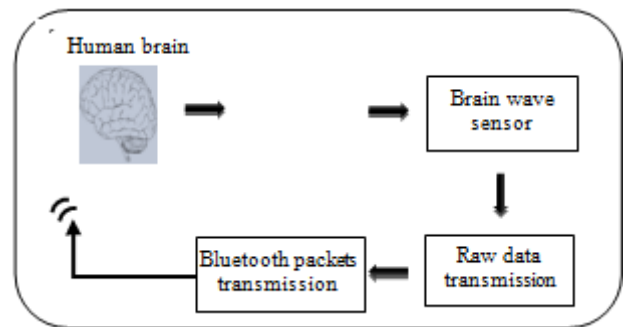 Human brain
Brain wave
sensor
Raw data
transmission
Bluetooth packets
transmission